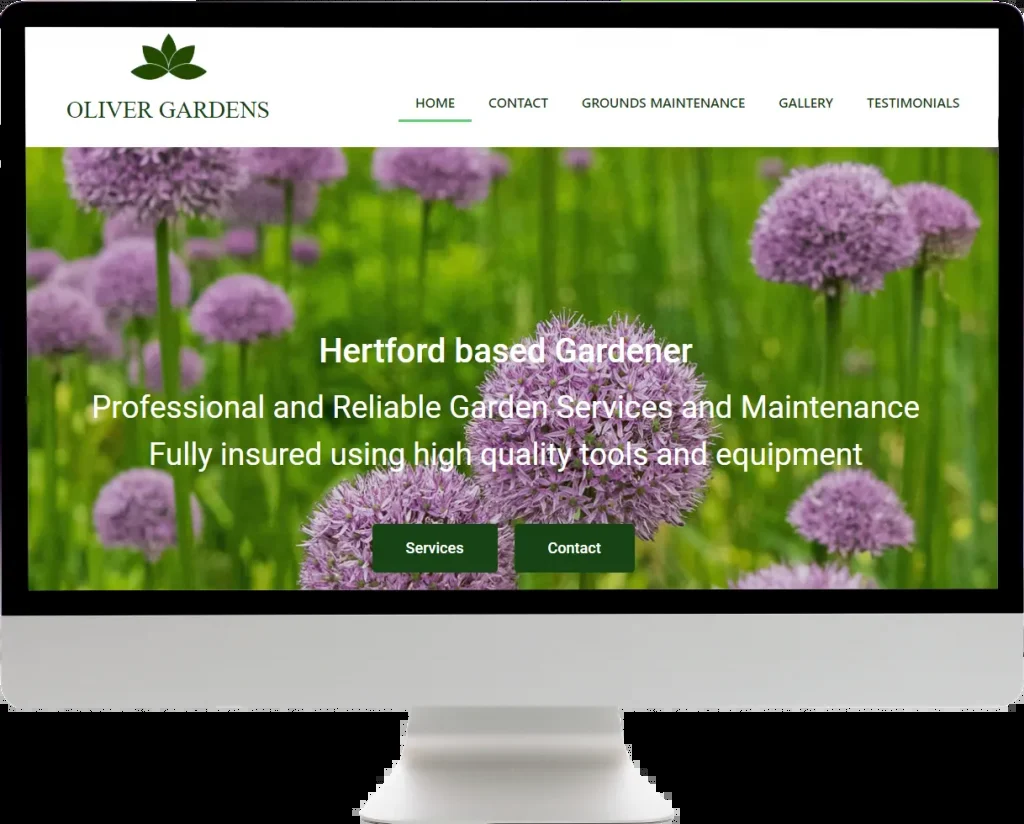 OLIVER GARDENS
HOME CONTACT GROUNDS MAINTENANCE GALLERY TESTIMONIALS
Hertford based Gardener
Professional and Reliable Garden Services and Maintenance
Fully insured using high quality tools and equipment
Services Contact